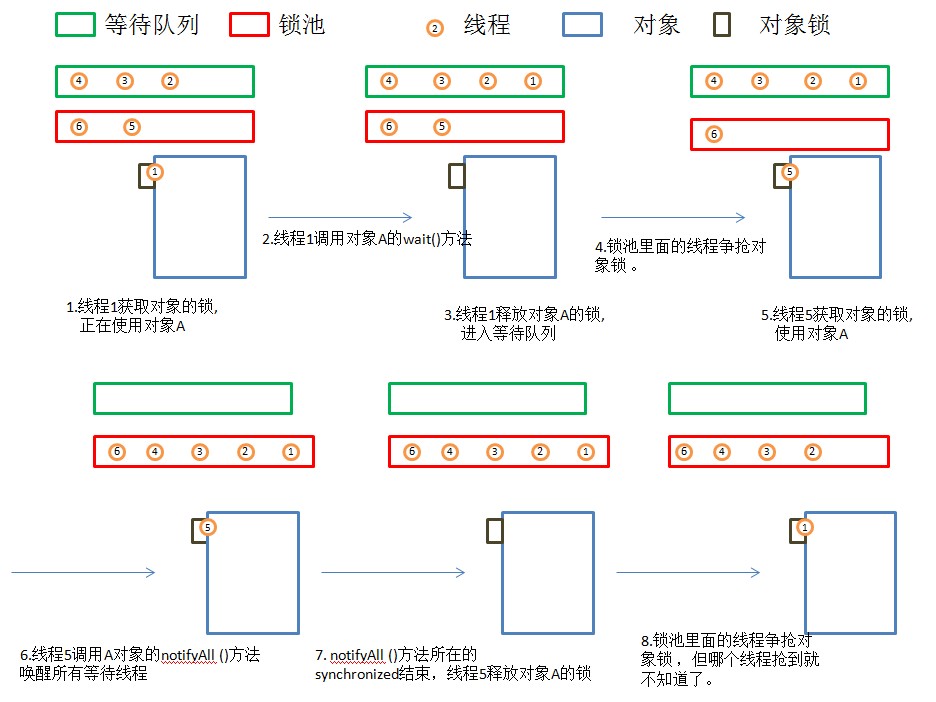 等待队列 锁池 ② 线程 对象 对象锁
④ ③ ② ④ ③ ② ① ④ ③ ② ①
⑥ ⑤ ⑥ ⑤ ⑥
① ⑤
2.线程1调用对象A的wait()方法
4.锁池里面的线程争抢对
象锁 。
1.线程1获取对象的锁,
正在使用对象A
3.线程1释放对象A的锁,
进入等待队列
5.线程5获取对象的锁,
使用对象A
⑥ ④ ③ ② ① ⑥ ④ ③ ② ① ⑥ ④ ③ ②
⑤ ①
6.线程5调用A对象的notifyAll ()方法
唤醒所有等待线程
7. notifyAll ()方法所在的
synchronized结束，线程5释放对象A的锁
8.锁池里面的线程争抢对
象锁 ，但哪个线程抢到就
不知道了。